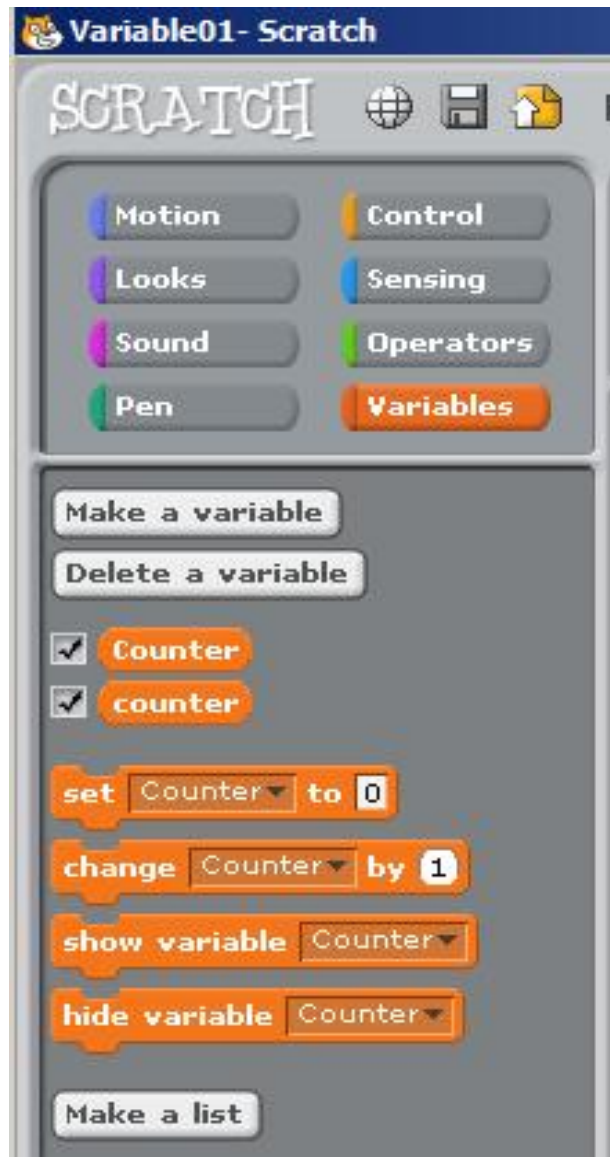 Variable01- Scratch
SCRATCH
Motion Control
Looks Sensing
Sound Operators
Pen Variables
Make a variable
Delete a variable
Counter
counter
set Counter to 0
change Counter by 1
show variable Counter
hide variable Counter
Make a list